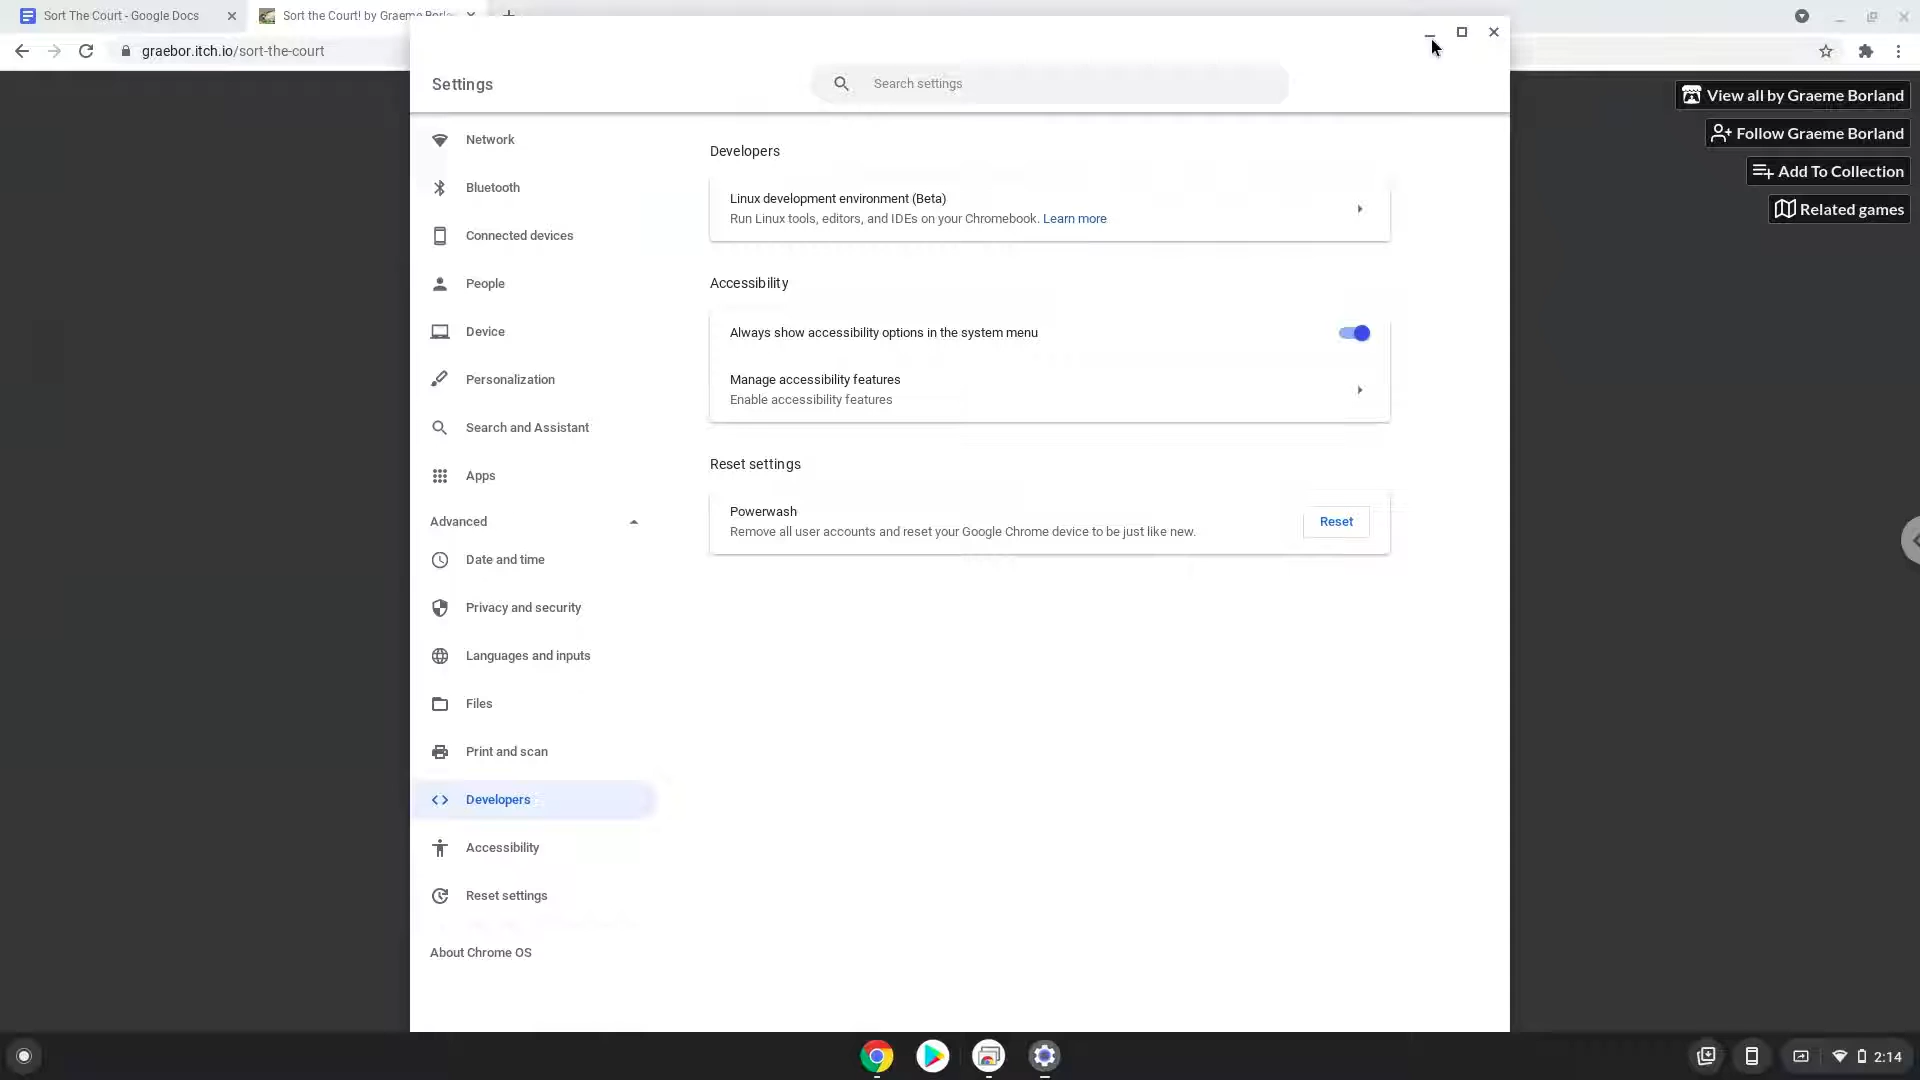 Sort The Court - Google Docs
Sort the Court! by Graeme Borla
graebor.itch.io/sort-the-court
Settings
Search settings
View all by Graeme Borland
Follow Graeme Borland
Add To Collection
Related games
Network
Bluetooth
Connected devices
People
Device
Personalization
Search and Assistant
Apps
Advanced
Date and time
Privacy and security
Languages and inputs
Files
Print and scan
Developers
Accessibility
Reset settings
About Chrome OS
Developers
Linux development environment (Beta)
Run Linux tools, editors, and IDEs on your Chromebook. Learn more
Accessibility
Always show accessibility options in the system menu
Manage accessibility features
Enable accessibility features
Reset settings
Powerwash
Remove all user accounts and reset your Google Chrome device to be just like new.
Reset
2:14